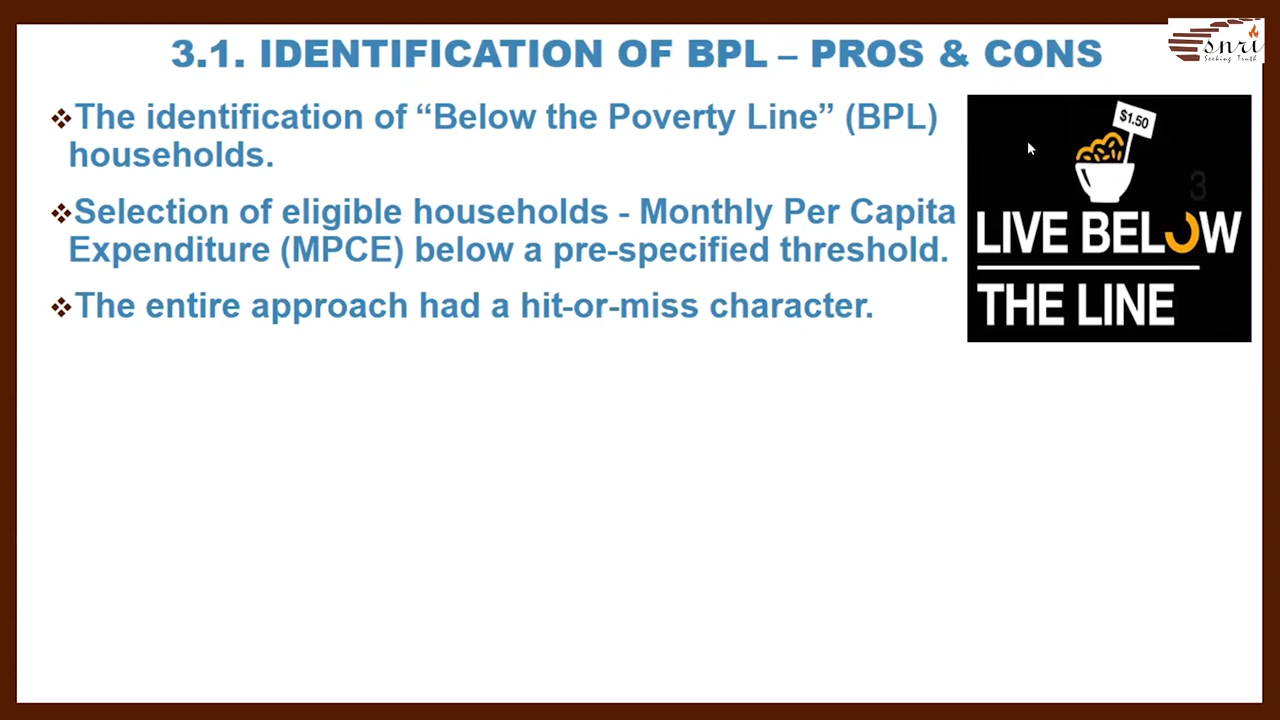 3.1. IDENTIFICATION OF BPL – PROS & CONS
snri
Seeking Truth
❖The identification of “Below the Poverty Line” (BPL)
households.
❖Selection of eligible households - Monthly Per Capita
Expenditure (MPCE) below a pre-specified threshold.
❖The entire approach had a hit-or-miss character.
$1.50
3
LIVE BELOW
THE LINE